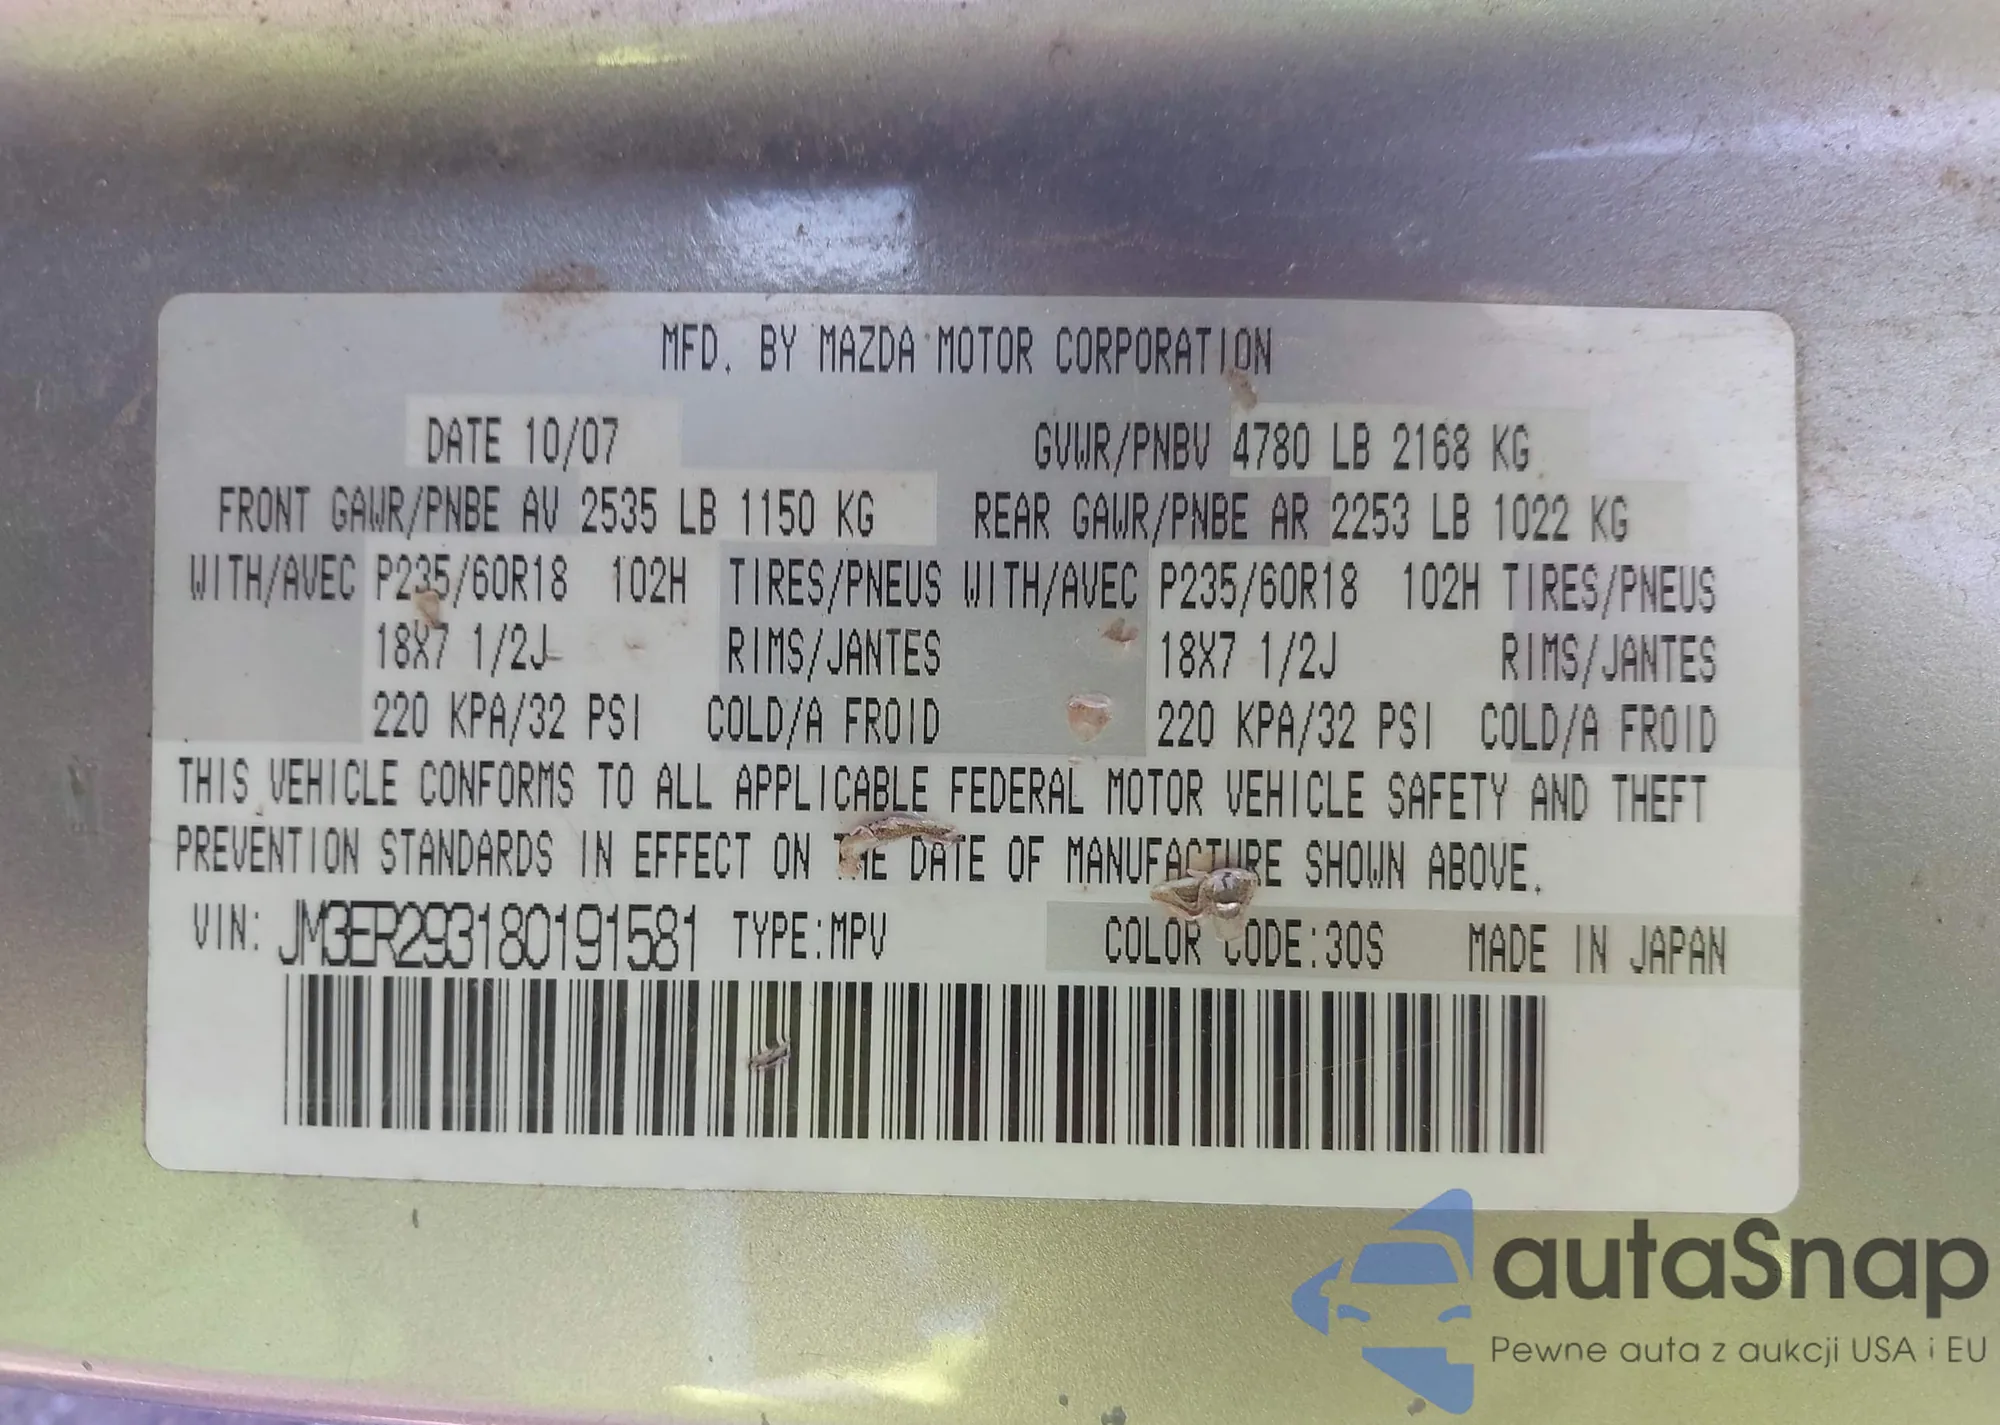 MFD. BY MAZDA MOTOR CORPORATION
DATE 10/07 GVWR/PNBV 4780 LB 2168 KG
FRONT GAWR/PNBE AV 2535 LB 1150 KG REAR GAWR/PNBE AR 2253 LB 1022 KG
WITH/AVEC P235/60R18 102H TIRES/PNEUS WITH/AVEC P235/60R18 102H TIRES/PNEUS
18X7 1/2J RIMS/JANTES 18X7 1/2J RIMS/JANTES
220 KPA/32 PSI COLD/A FROID 220 KPA/32 PSI COLD/A FROID
THIS VEHICLE CONFORMS TO ALL APPLICABLE FEDERAL MOTOR VEHICLE SAFETY AND THEFT
PREVENTION STANDARDS IN EFFECT ON THE DATE OF MANUFACTURE SHOWN ABOVE.
VIN: JM3ER293180191581 TYPE:MPV COLOR CODE:30S MADE IN JAPAN
autaSnap
Pewne auta z aukcji USA i EU